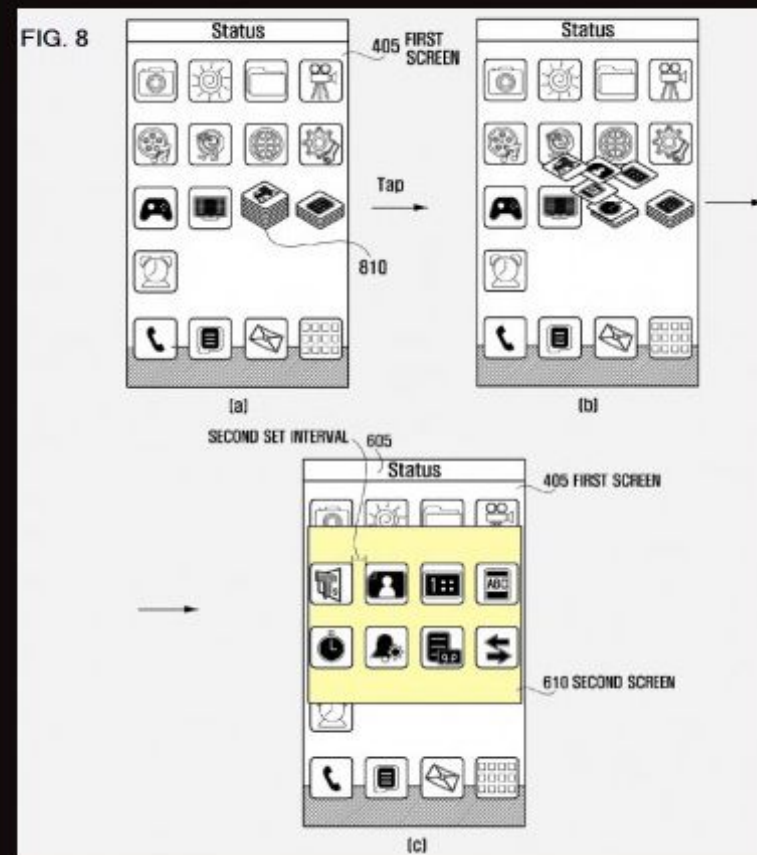 FIG. 8
Status
405 FIRST
SCREEN
Tap
810
[a]
Status
[b]
SECOND SET INTERVAL
605
Status
405 FIRST SCREEN
1
ABC
610 SECOND SCREEN
[c]